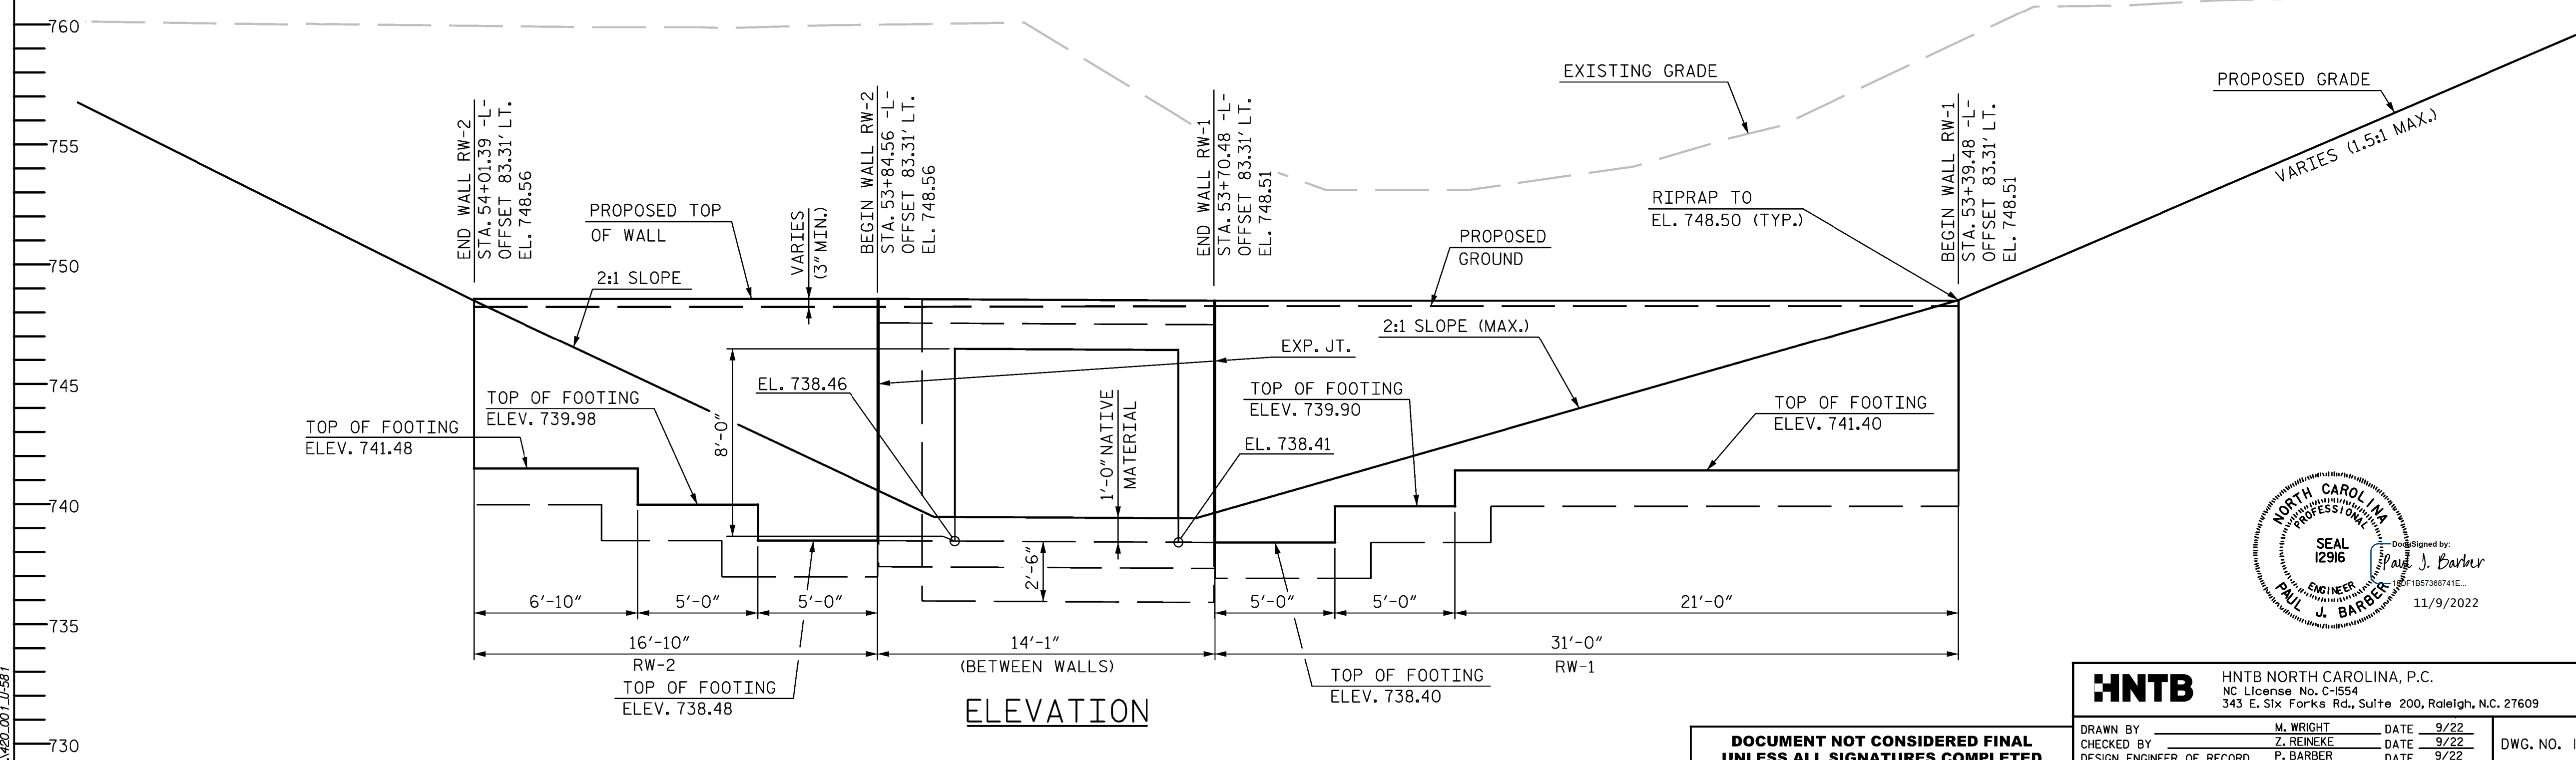 760
755
750
745
740
735
730
END WALL RW-2
STA. 54+01.39 -L-
OFFSET 83.31' LT.
EL. 748.56
PROPOSED TOP
OF WALL
2:1 SLOPE
VARIES
(3" MIN.)
BEGIN WALL RW-2
STA. 53+84.56 -L-
OFFSET 83.31' LT.
EL. 748.56
END WALL RW-1
STA. 53+70.48 -L-
OFFSET 83.31' LT.
EL. 748.51
EXISTING GRADE
PROPOSED
GROUND
RIPRAP TO
EL. 748.50 (TYP.)
BEGIN WALL RW-1
STA. 53+39.48 -L-
OFFSET 83.31' LT.
EL. 748.51
PROPOSED GRADE
VARIES (1.5:1 MAX.)
2:1 SLOPE (MAX.)
EXP. JT.
EL. 738.46
8'-0"
TOP OF FOOTING
ELEV. 739.98
TOP OF FOOTING
ELEV. 741.48
1'-0" NATIVE
MATERIAL
TOP OF FOOTING
ELEV. 739.90
EL. 738.41
TOP OF FOOTING
ELEV. 741.40
2'-6"
6'-10"
5'-0"
5'-0"
5'-0"
5'-0"
21'-0"
16'-10"
RW-2
14'-1"
(BETWEEN WALLS)
31'-0"
RW-1
TOP OF FOOTING
ELEV. 738.48
TOP OF FOOTING
ELEV. 738.40
ELEVATION
NORTH CAROLINA
PROFESSIONAL
SEAL
12916
ENGINEER
PAUL J. BARBER
DocuSigned by:
Paul J. Barber
11/9/2022
HNTB
HNTB NORTH CAROLINA, P.C.
NC License No. C-1554
343 E. Six Forks Rd., Suite 200, Raleigh, N.C. 27609
DRAWN BY M. WRIGHT DATE 9/22
CHECKED BY Z. REINEKE DATE 9/22
DESIGN ENGINEER OF RECORD P. BARBER DATE 9/22
DWG. NO.
DOCUMENT NOT CONSIDERED FINAL
UNLESS ALL SIGNATURES COMPLETED